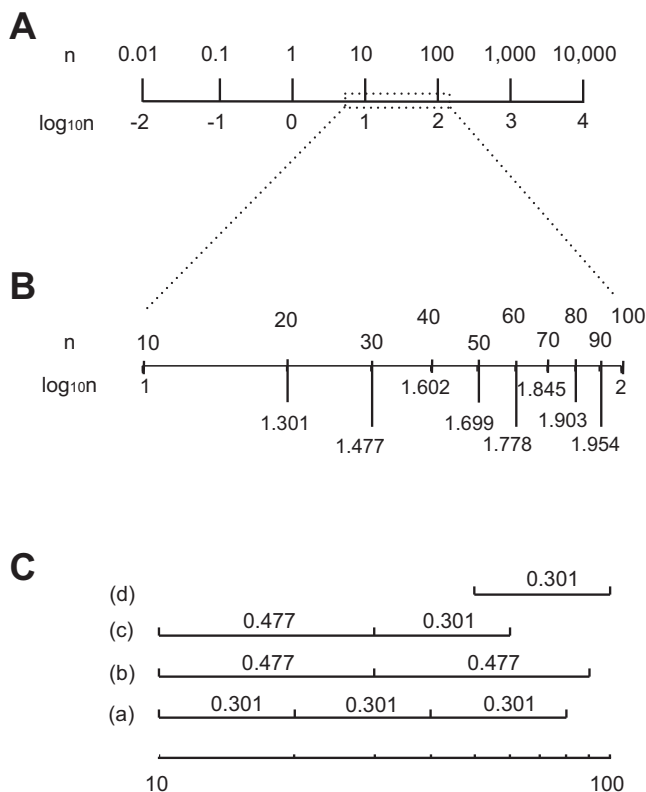 A
n 0.01 0.1 1 10 100 1,000 10,000
log₁₀n -2 -1 0 1 2 3 4
B
n 10 20 30 40 50 60 70 80 90 100
log₁₀n 1 1.301 1.477 1.602 1.699 1.778 1.845 1.903 1.954 2
C
(d) 0.301
(c) 0.477 0.301
(b) 0.477 0.477
(a) 0.301 0.301 0.301
10 100